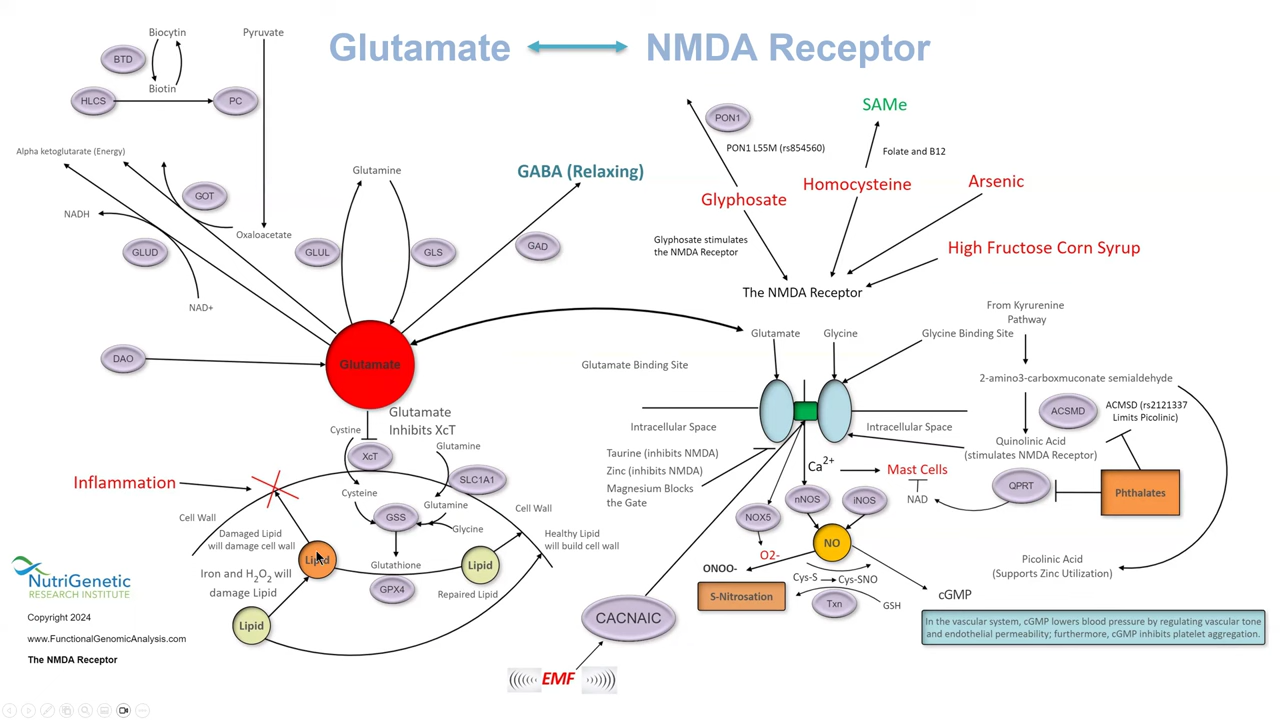 Glutamate NMDA Receptor
Biocytin
Pyruvate
BTD
Biotin
HLCS
PC
Alpha ketoglutarate (Energy)
GOT
NADH
Oxaloacetate
GLUD
NAD+
Glutamine
GLUL
GLS
GABA (Relaxing)
GAD
DAO
Glutamate
Glutamate
Inhibits XcT
Cystine
Glutamine
XcT
SLC1A1
Cysteine
Glutamine
GSS
Glycine
Glutathione
GPX4
Inflammation
Cell Wall
Cell Wall
Damaged Lipid
will damage cell wall
Healthy Lipid
will build cell wall
Lipid
Lipid
Repaired Lipid
Iron and H2O2 will
damage Lipid
Lipid
PON1
PON1 L55M (rs854560)
SAMe
Folate and B12
Glyphosate
Homocysteine
Arsenic
Glyphosate stimulates
the NMDA Receptor
High Fructose Corn Syrup
The NMDA Receptor
From Kyrurenine
Pathway
Glutamate
Glycine
Glycine Binding Site
Glutamate Binding Site
2-amino3-carboxmuconate semialdehyde
ACSMD
ACMSD (rs2121337
Limits Picolinic)
Intracellular Space
Intracellular Space
Quinolinic Acid
(stimulates NMDA Receptor)
Taurine (inhibits NMDA)
Zinc (inhibits NMDA)
Magnesium Blocks
the Gate
Ca2+
Mast Cells
NAD
QPRT
Phthalates
NOX5
nNOS
iNOS
NO
O2-
ONOO-
Cys-S
Cys-SNO
S-Nitrosation
Txn
GSH
cGMP
Picolinic Acid
(Supports Zinc Utilization)
In the vascular system, cGMP lowers blood pressure by regulating vascular tone
and endothelial permeability; furthermore, cGMP inhibits platelet aggregation.
CACNAIC
EMF
NutriGenetic
RESEARCH INSTITUTE
Copyright 2024
www.FunctionalGenomicAnalysis.com
The NMDA Receptor